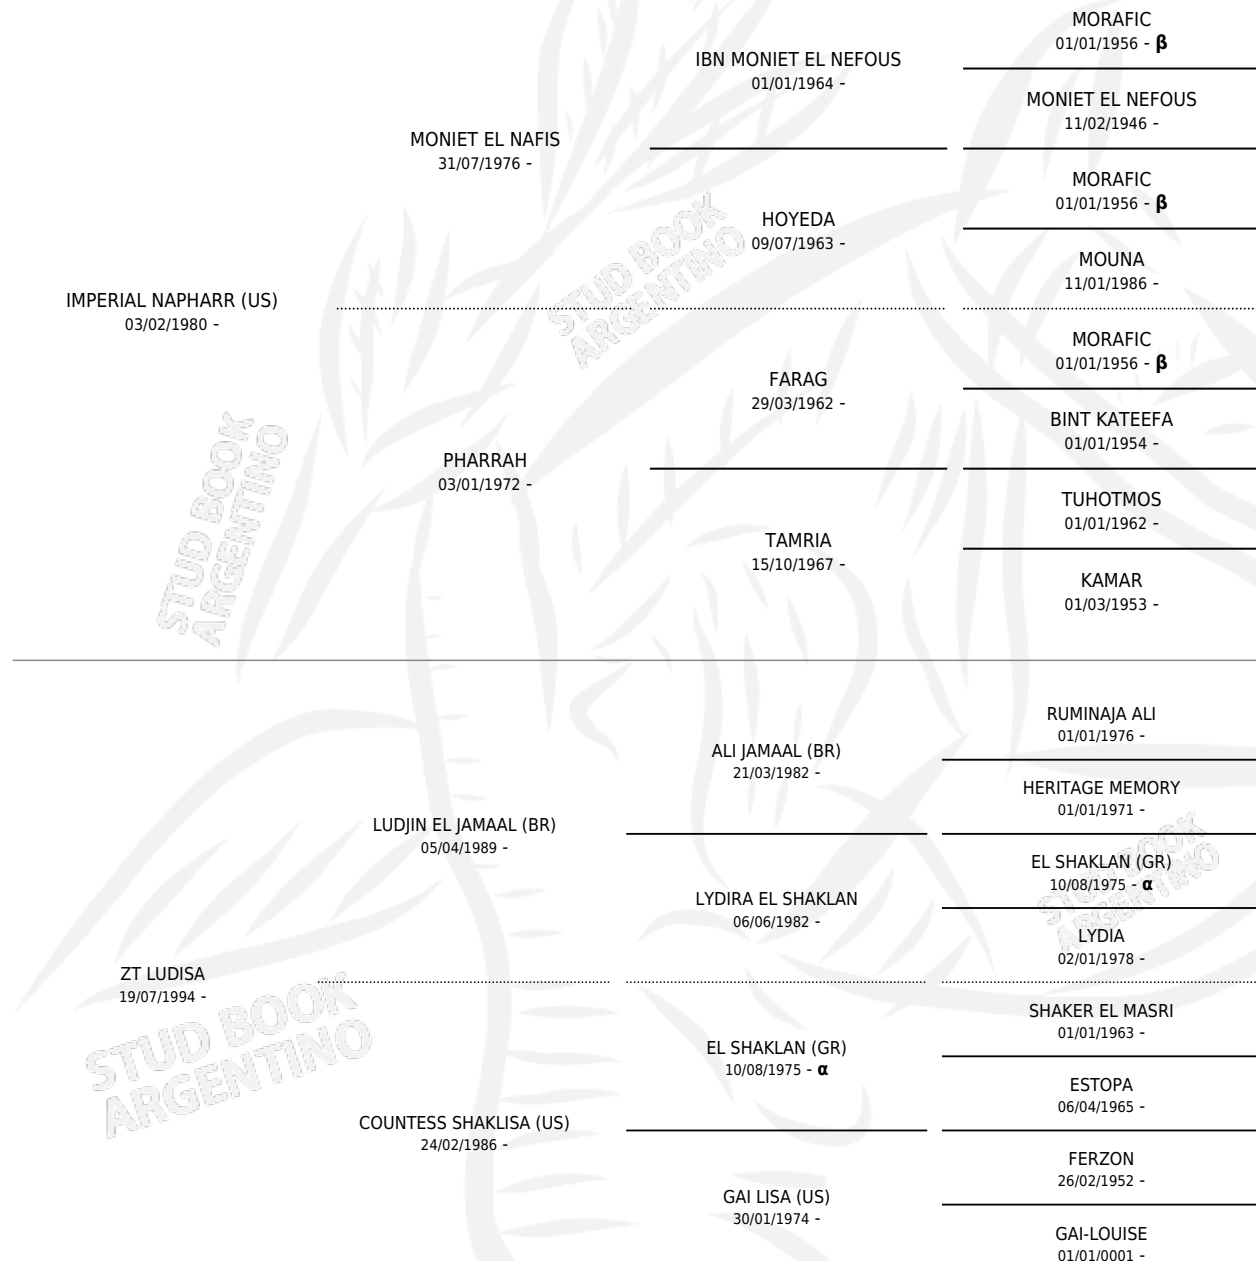 MORAFIC
01/01/1956 - β
IBN MONIET EL NEFOUS
01/01/1964 -
MONIET EL NEFOUS
11/02/1946 -
MONIET EL NAFIS
31/07/1976 -
MORAFIC
01/01/1956 - β
HOYEDA
09/07/1963 -
MOUNA
11/01/1986 -
IMPERIAL NAPHARR (US)
03/02/1980 -
MORAFIC
01/01/1956 - β
FARAG
29/03/1962 -
BINT KATEEFA
01/01/1954 -
PHARRAH
03/01/1972 -
TUHOTMOS
01/01/1962 -
TAMRIA
15/10/1967 -
KAMAR
01/03/1953 -
RUMINAJA ALI
01/01/1976 -
ALI JAMAAL (BR)
21/03/1982 -
HERITAGE MEMORY
01/01/1971 -
LUDJIN EL JAMAAL (BR)
05/04/1989 -
EL SHAKLAN (GR)
10/08/1975 - α
LYDIRA EL SHAKLAN
06/06/1982 -
LYDIA
02/01/1978 -
ZT LUDISA
19/07/1994 -
SHAKER EL MASRI
01/01/1963 -
EL SHAKLAN (GR)
10/08/1975 - α
ESTOPA
06/04/1965 -
COUNTESS SHAKLISA (US)
24/02/1986 -
FERZON
26/02/1952 -
GAI LISA (US)
30/01/1974 -
GAI-LOUISE
01/01/0001 -
STUD BOOK
ARGENTINO
STUD BOOK
ARGENTINO
STUD BOOK
ARGENTINO
STUD BOOK
ARGENTINO